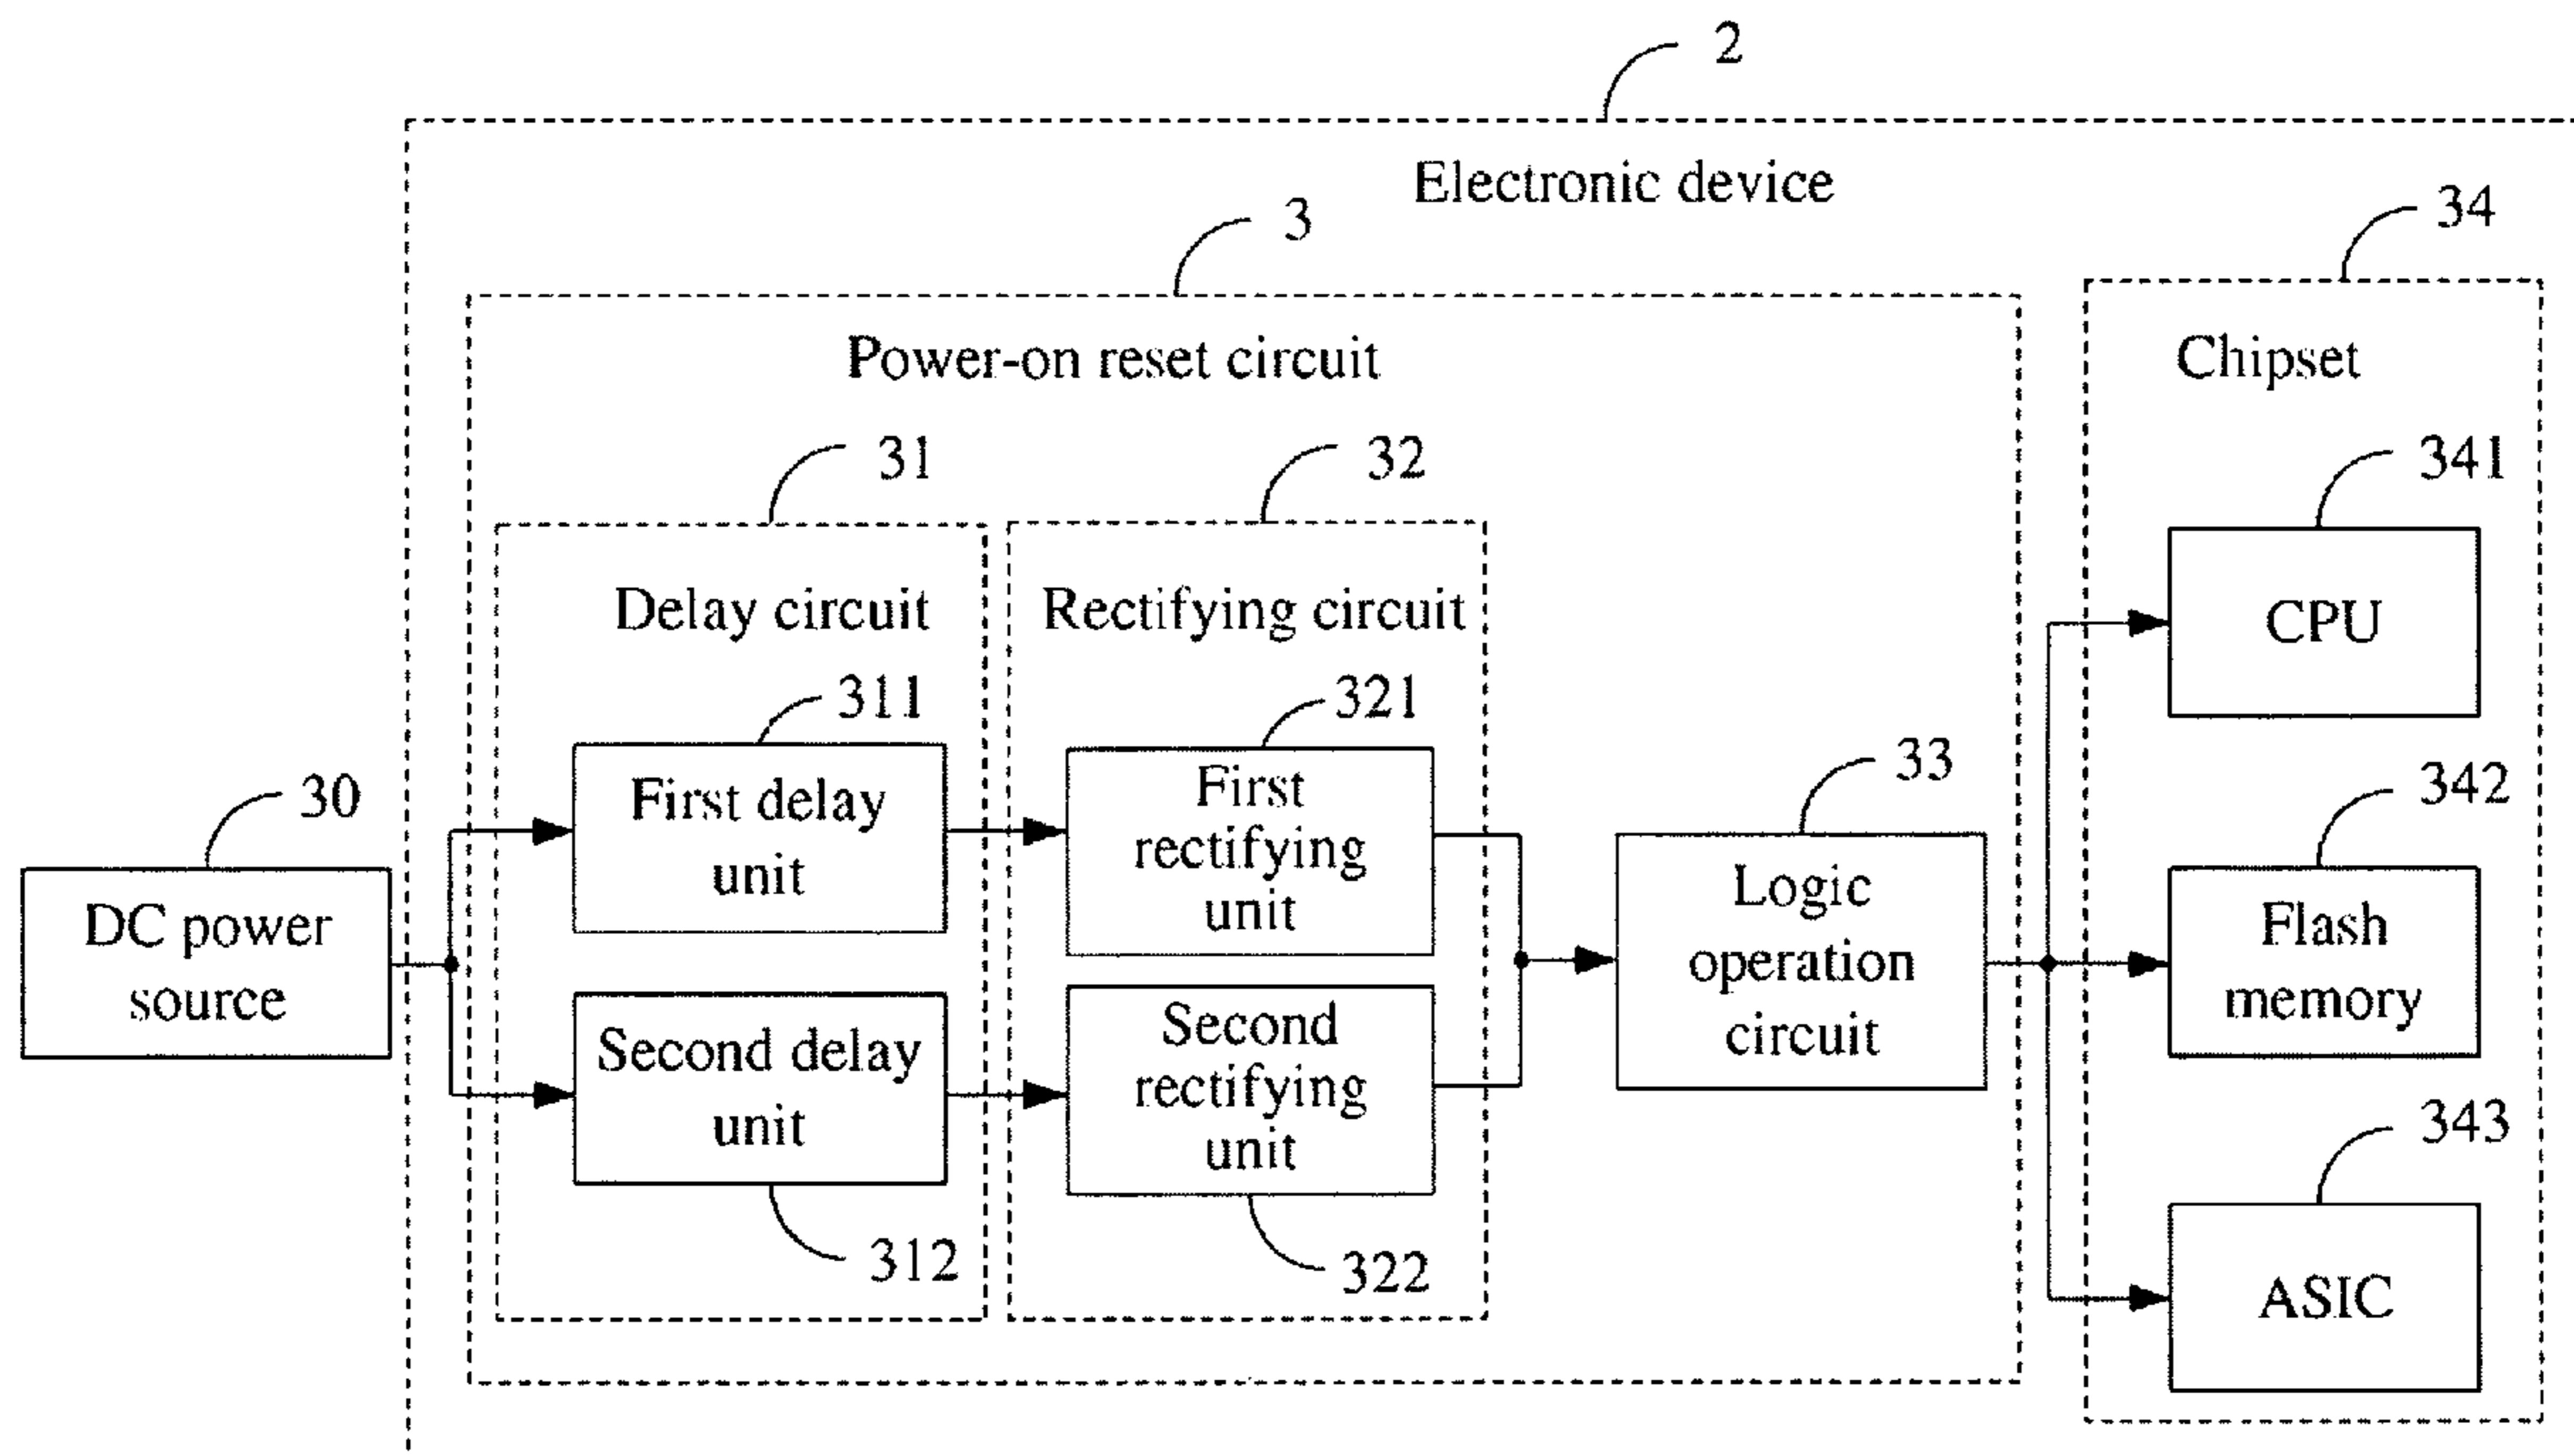 2
Electronic device
3
34
Power-on reset circuit
Chipset
31
32
341
Delay circuit
Rectifying circuit
CPU
311
321
30
First delay
unit
First
rectifying
unit
33
342
DC power
source
Logic
operation
circuit
Flash
memory
Second delay
unit
Second
rectifying
unit
343
312
322
ASIC